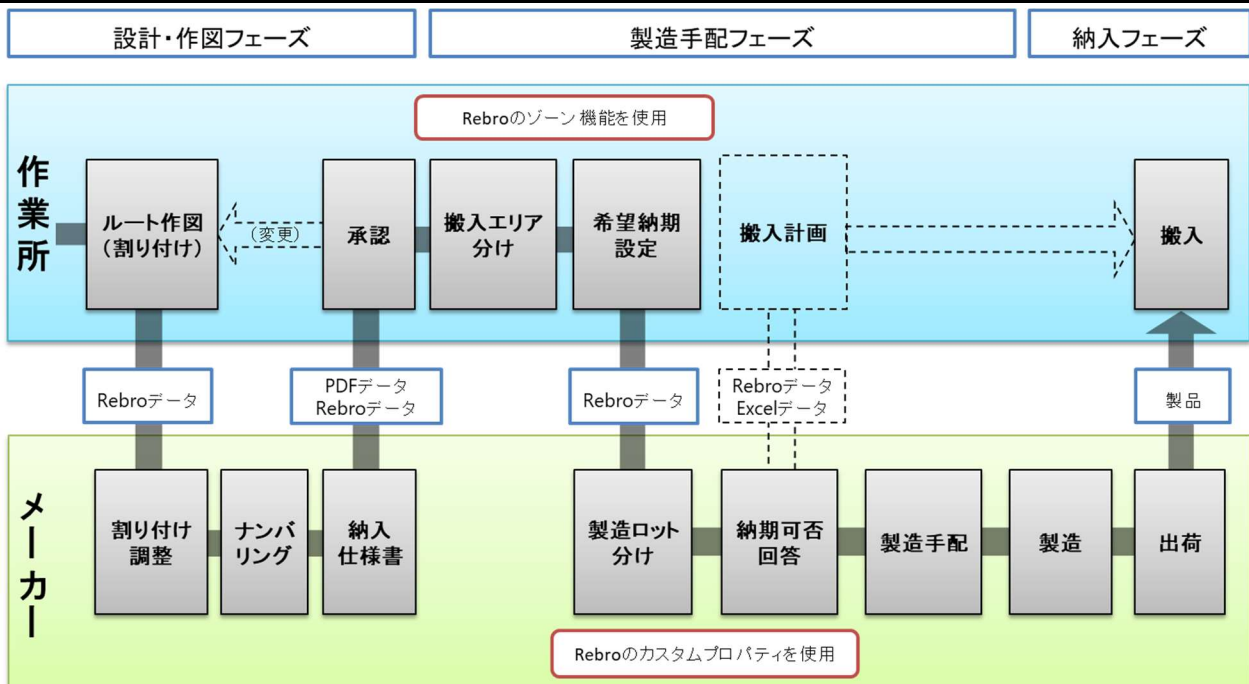 設計・作図フェーズ
製造手配フェーズ
納入フェーズ
Rebroのゾーン機能を使用
作業所
ルート作図
(割り付け)
(変更)
承認
搬入エリア
分け
希望納期
設定
搬入計画
搬入
Rebroデータ
PDFデータ
Rebroデータ
Rebroデータ
Rebroデータ
Excelデータ
製品
メーカー
割り付け
調整
ナンバ
リング
納入
仕様書
製造ロット
分け
納期可否
回答
製造手配
製造
出荷
Rebroのカスタムプロパティを使用